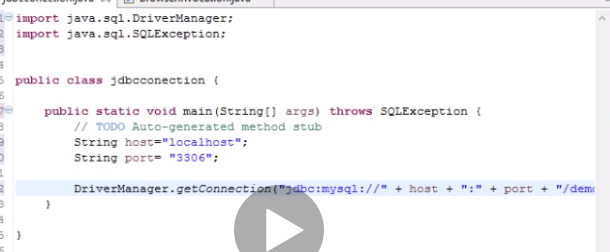 import java.sql.DriverManager;
import java.sql.SQLException;
public class jdbcconection {
public static void main(String[] args) throws SQLException {
// TODO Auto-generated method stub
String host="localhost";
String port= "3306";
DriverManager.getConnection("jdbc:mysql://" + host + ":" + port + "/demo
}
}